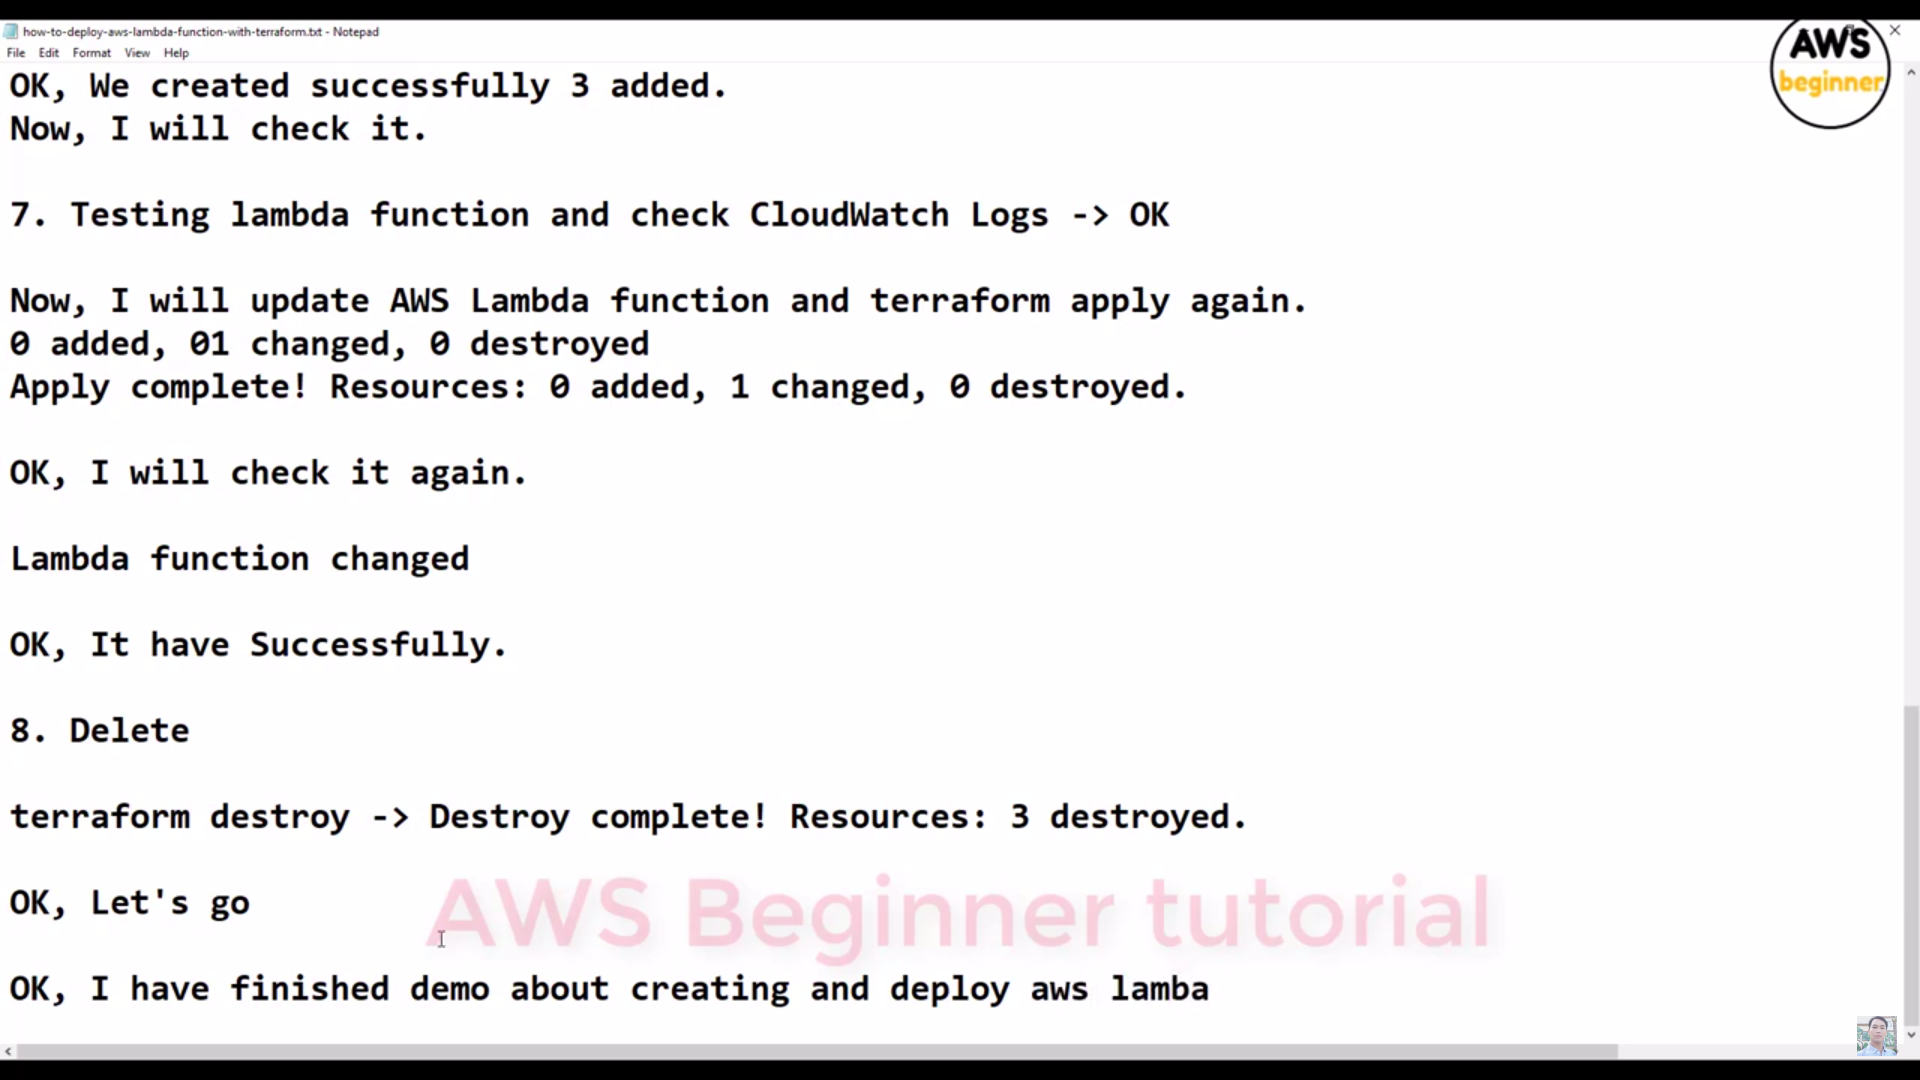 how-to-deploy-aws-lambda-function-with-terraform.txt - Notepad
File Edit Format View Help
AWS
beginner
OK, We created successfully 3 added.
Now, I will check it.
7. Testing lambda function and check CloudWatch Logs -> OK
Now, I will update AWS Lambda function and terraform apply again.
0 added, 01 changed, 0 destroyed
Apply complete! Resources: 0 added, 1 changed, 0 destroyed.
OK, I will check it again.
Lambda function changed
OK, It have Successfully.
8. Delete
terraform destroy -> Destroy complete! Resources: 3 destroyed.
OK, Let's go
AWS Beginner tutorial
OK, I have finished demo about creating and deploy aws lamba